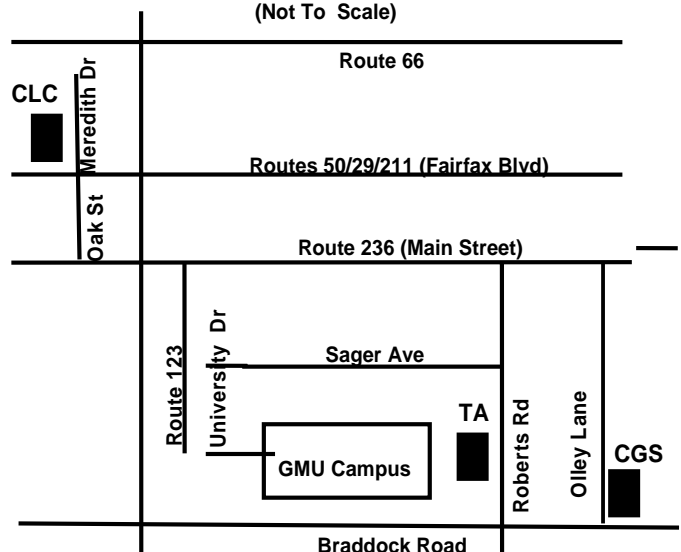 (Not To Scale)
Route 66
CLC
Meredith Dr
Routes 50/29/211 (Fairfax Blvd)
Oak St
Route 236 (Main Street)
Route 123
University Dr
Sager Ave
TA
Roberts Rd
Olley Lane
CGS
GMU Campus
Braddock Road